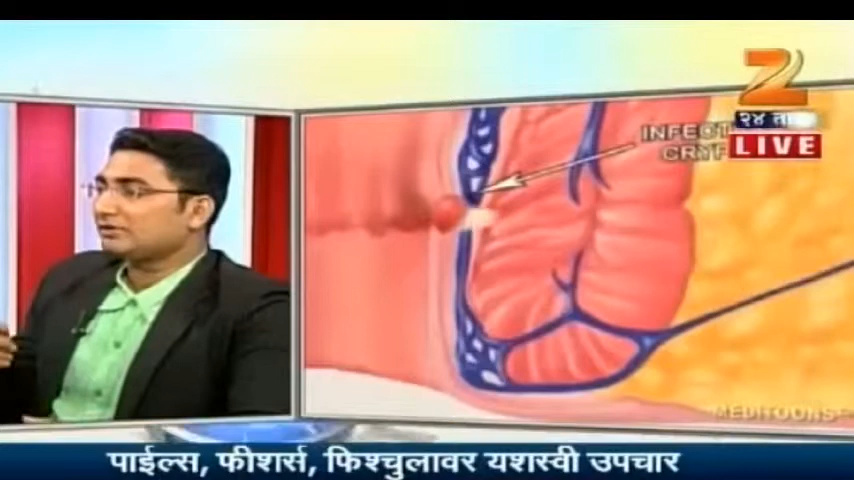 Z
२४ तास
LIVE
INFECT
CRYP
MEDITOONS
पाईल्स, फीशर्स, फिश्चुलावर यशस्वी उपचार